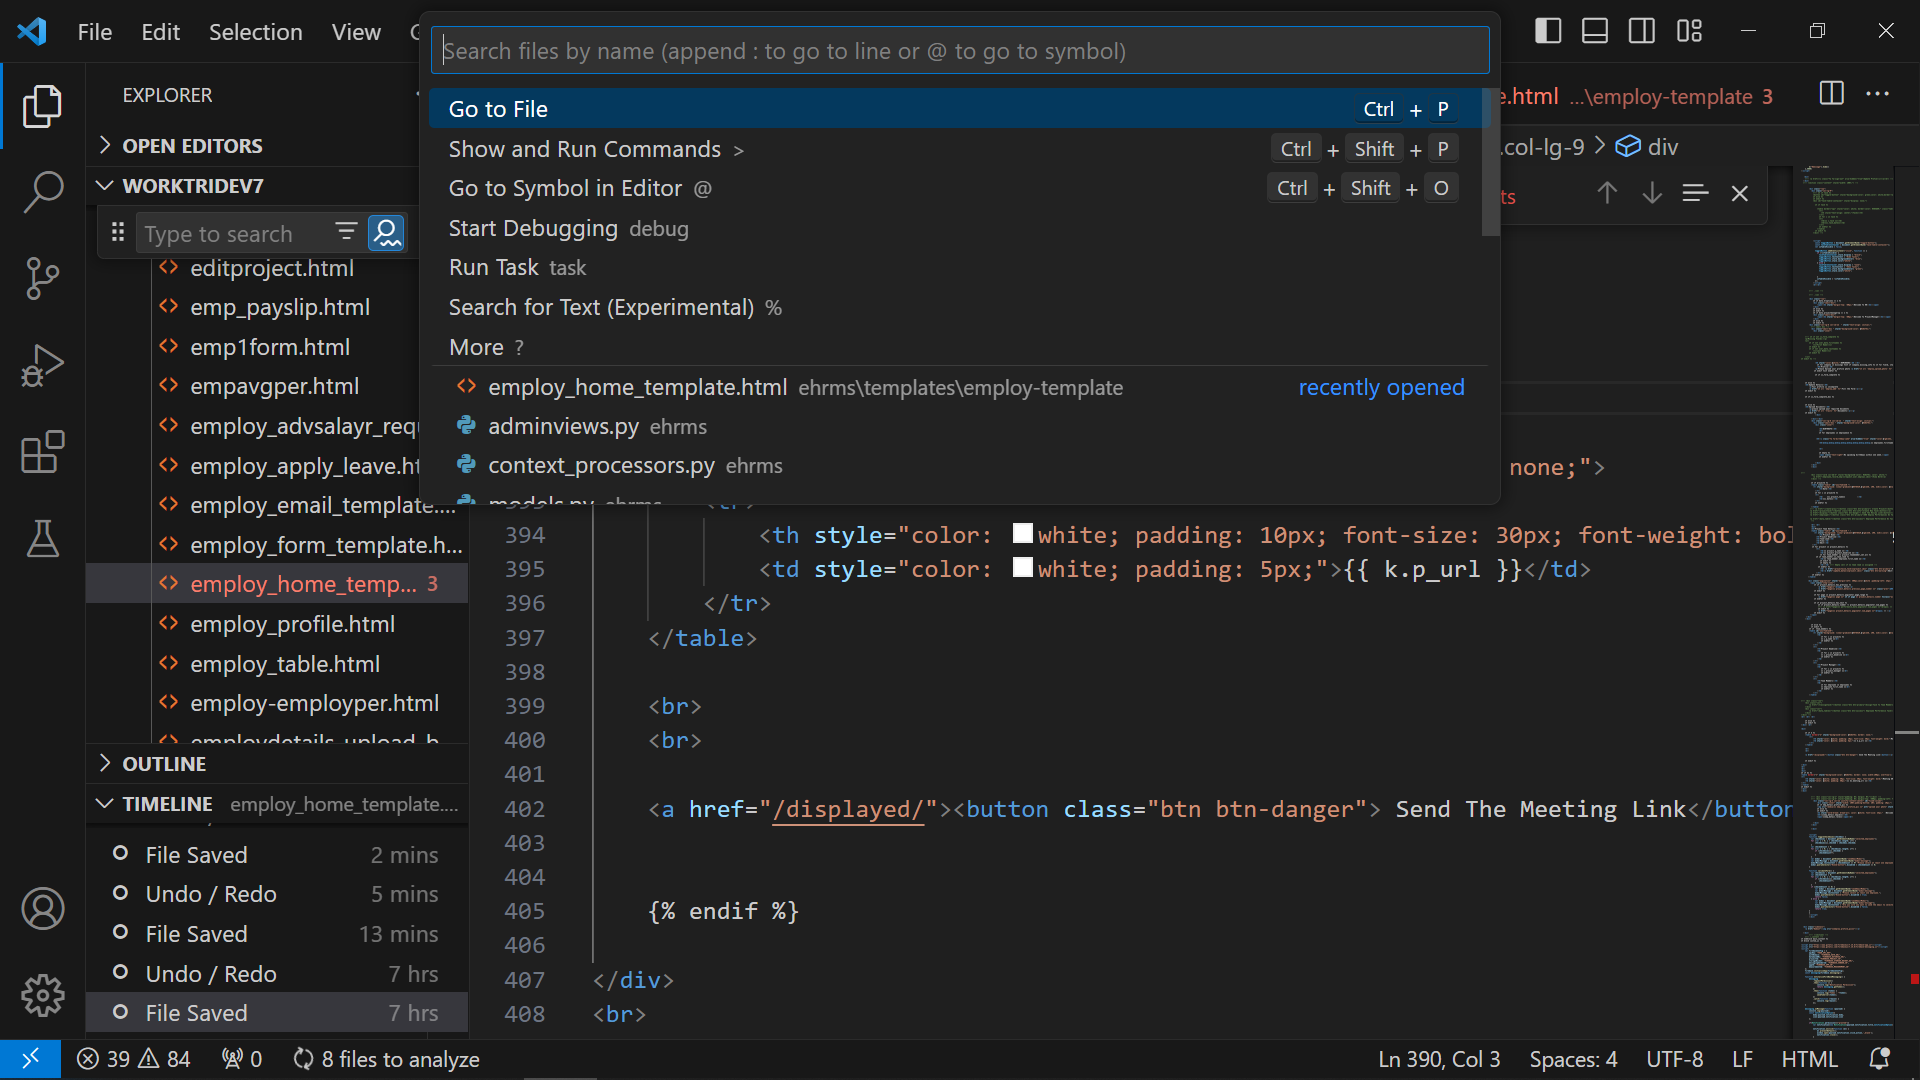 File Edit Selection View
Search files by name (append : to go to line or @ to go to symbol)
Go to File Ctrl + P
Show and Run Commands > Ctrl + Shift + P
Go to Symbol in Editor @ Ctrl + Shift + O
Start Debugging debug
Run Task task
Search for Text (Experimental) %
More ?
employ_home_template.html ehrms\templates\employ-template recently opened
adminviews.py ehrms
context_processors.py ehrms
models.py ehrms
e.html ...\employ-template 3
.col-lg-9 > div
ts
EXPLORER
OPEN EDITORS
WORKTRIDEV7
Type to search
editproject.html
emp_payslip.html
emp1form.html
empavgper.html
employ_advsalayr_requ
employ_apply_leave.ht
employ_email_template....
employ_form_template.h...
employ_home_temp... 3
employ_profile.html
employ_table.html
employ-employper.html
employdetails_upload_h
OUTLINE
TIMELINE employ_home_template....
File Saved 2 mins
Undo / Redo 5 mins
File Saved 13 mins
Undo / Redo 7 hrs
File Saved 7 hrs
none;">
393 <tr>
394 <th style="color: white; padding: 10px; font-size: 30px; font-weight: bol
395 <td style="color: white; padding: 5px;">{{ k.p_url }}</td>
396 </tr>
397 </table>
398
399 <br>
400 <br>
401
402 <a href="/displayed/"><button class="btn btn-danger"> Send The Meeting Link</button
403
404
405 {% endif %}
406
407 </div>
408 <br>
39 84 0 8 files to analyze
Ln 390, Col 3 Spaces: 4 UTF-8 LF HTML